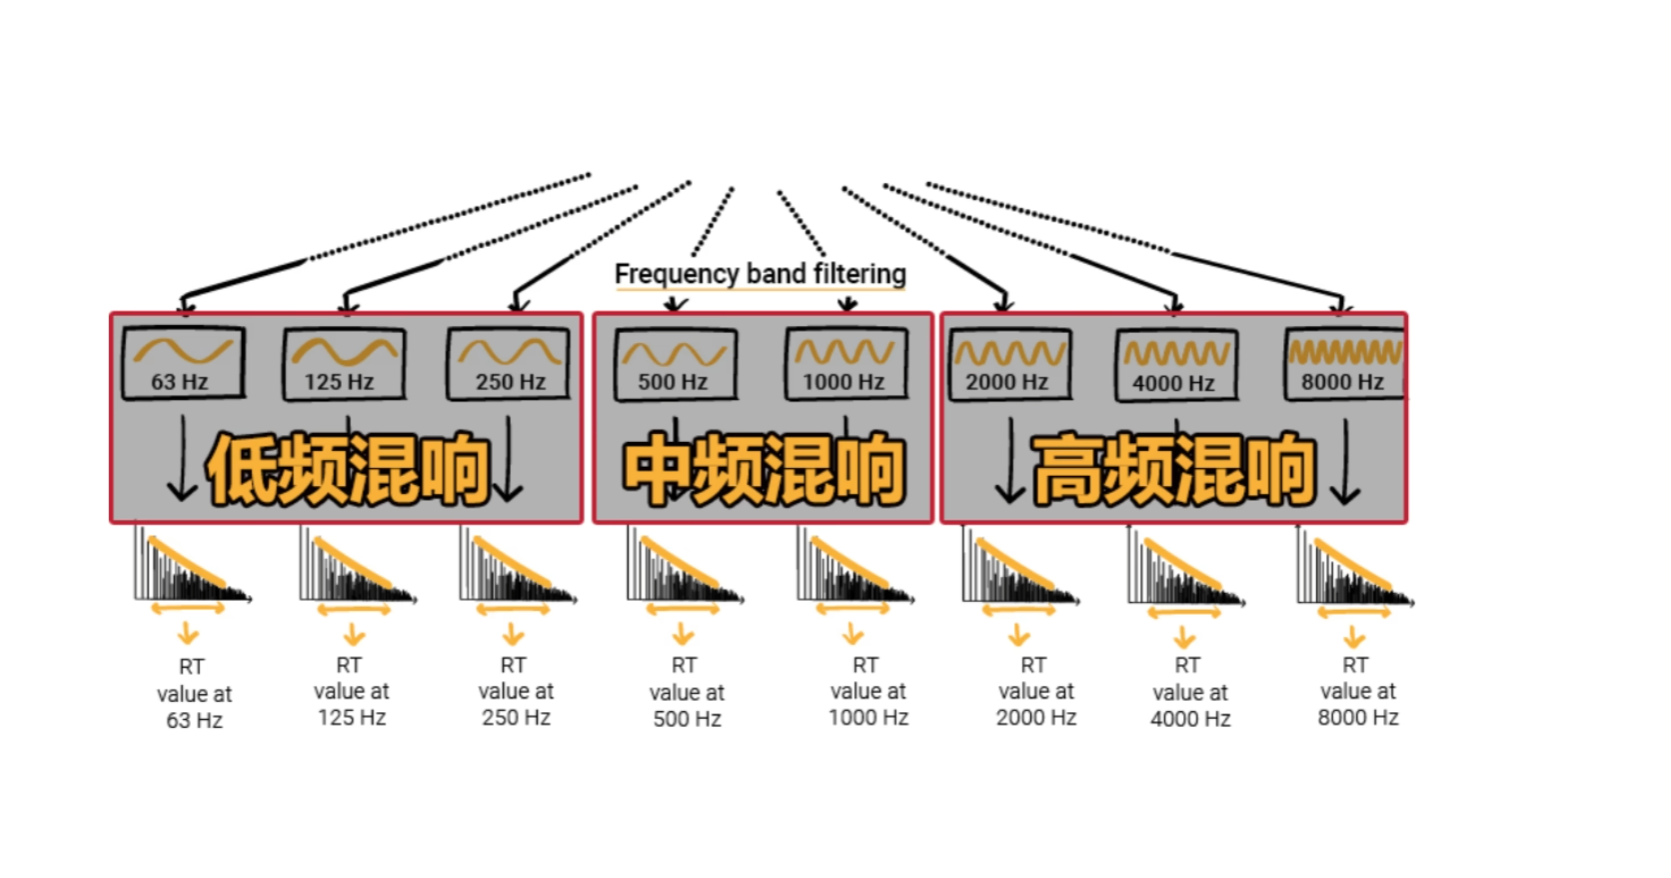 Frequency band filtering
63 Hz
125 Hz
250 Hz
500 Hz
1000 Hz
2000 Hz
4000 Hz
8000 Hz
低频混响
中频混响
高频混响
RT
value at
63 Hz
RT
value at
125 Hz
RT
value at
250 Hz
RT
value at
500 Hz
RT
value at
1000 Hz
RT
value at
2000 Hz
RT
value at
4000 Hz
RT
value at
8000 Hz